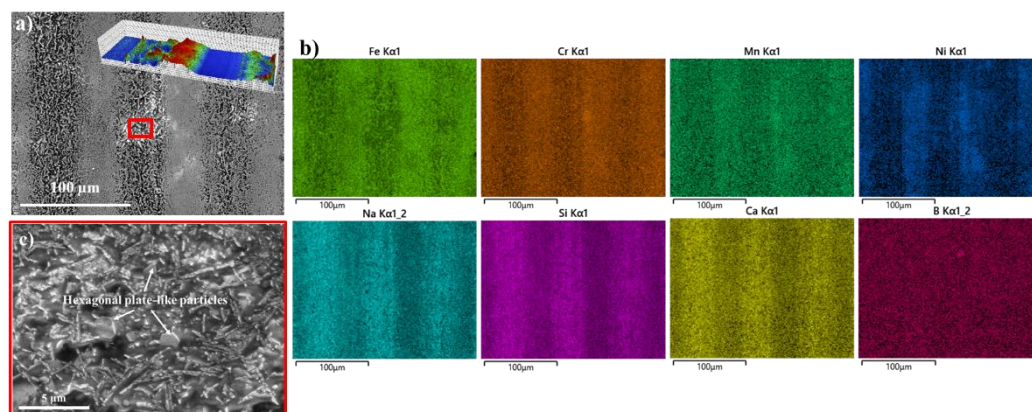 a)
100 μm
b)
Fe Kα1
Cr Kα1
Mn Kα1
Ni Kα1
100μm
100μm
100μm
100μm
Na Kα1_2
Si Kα1
Ca Kα1
B Kα1_2
100μm
100μm
100μm
100μm
c)
Hexagonal plate-like particles
5 μm